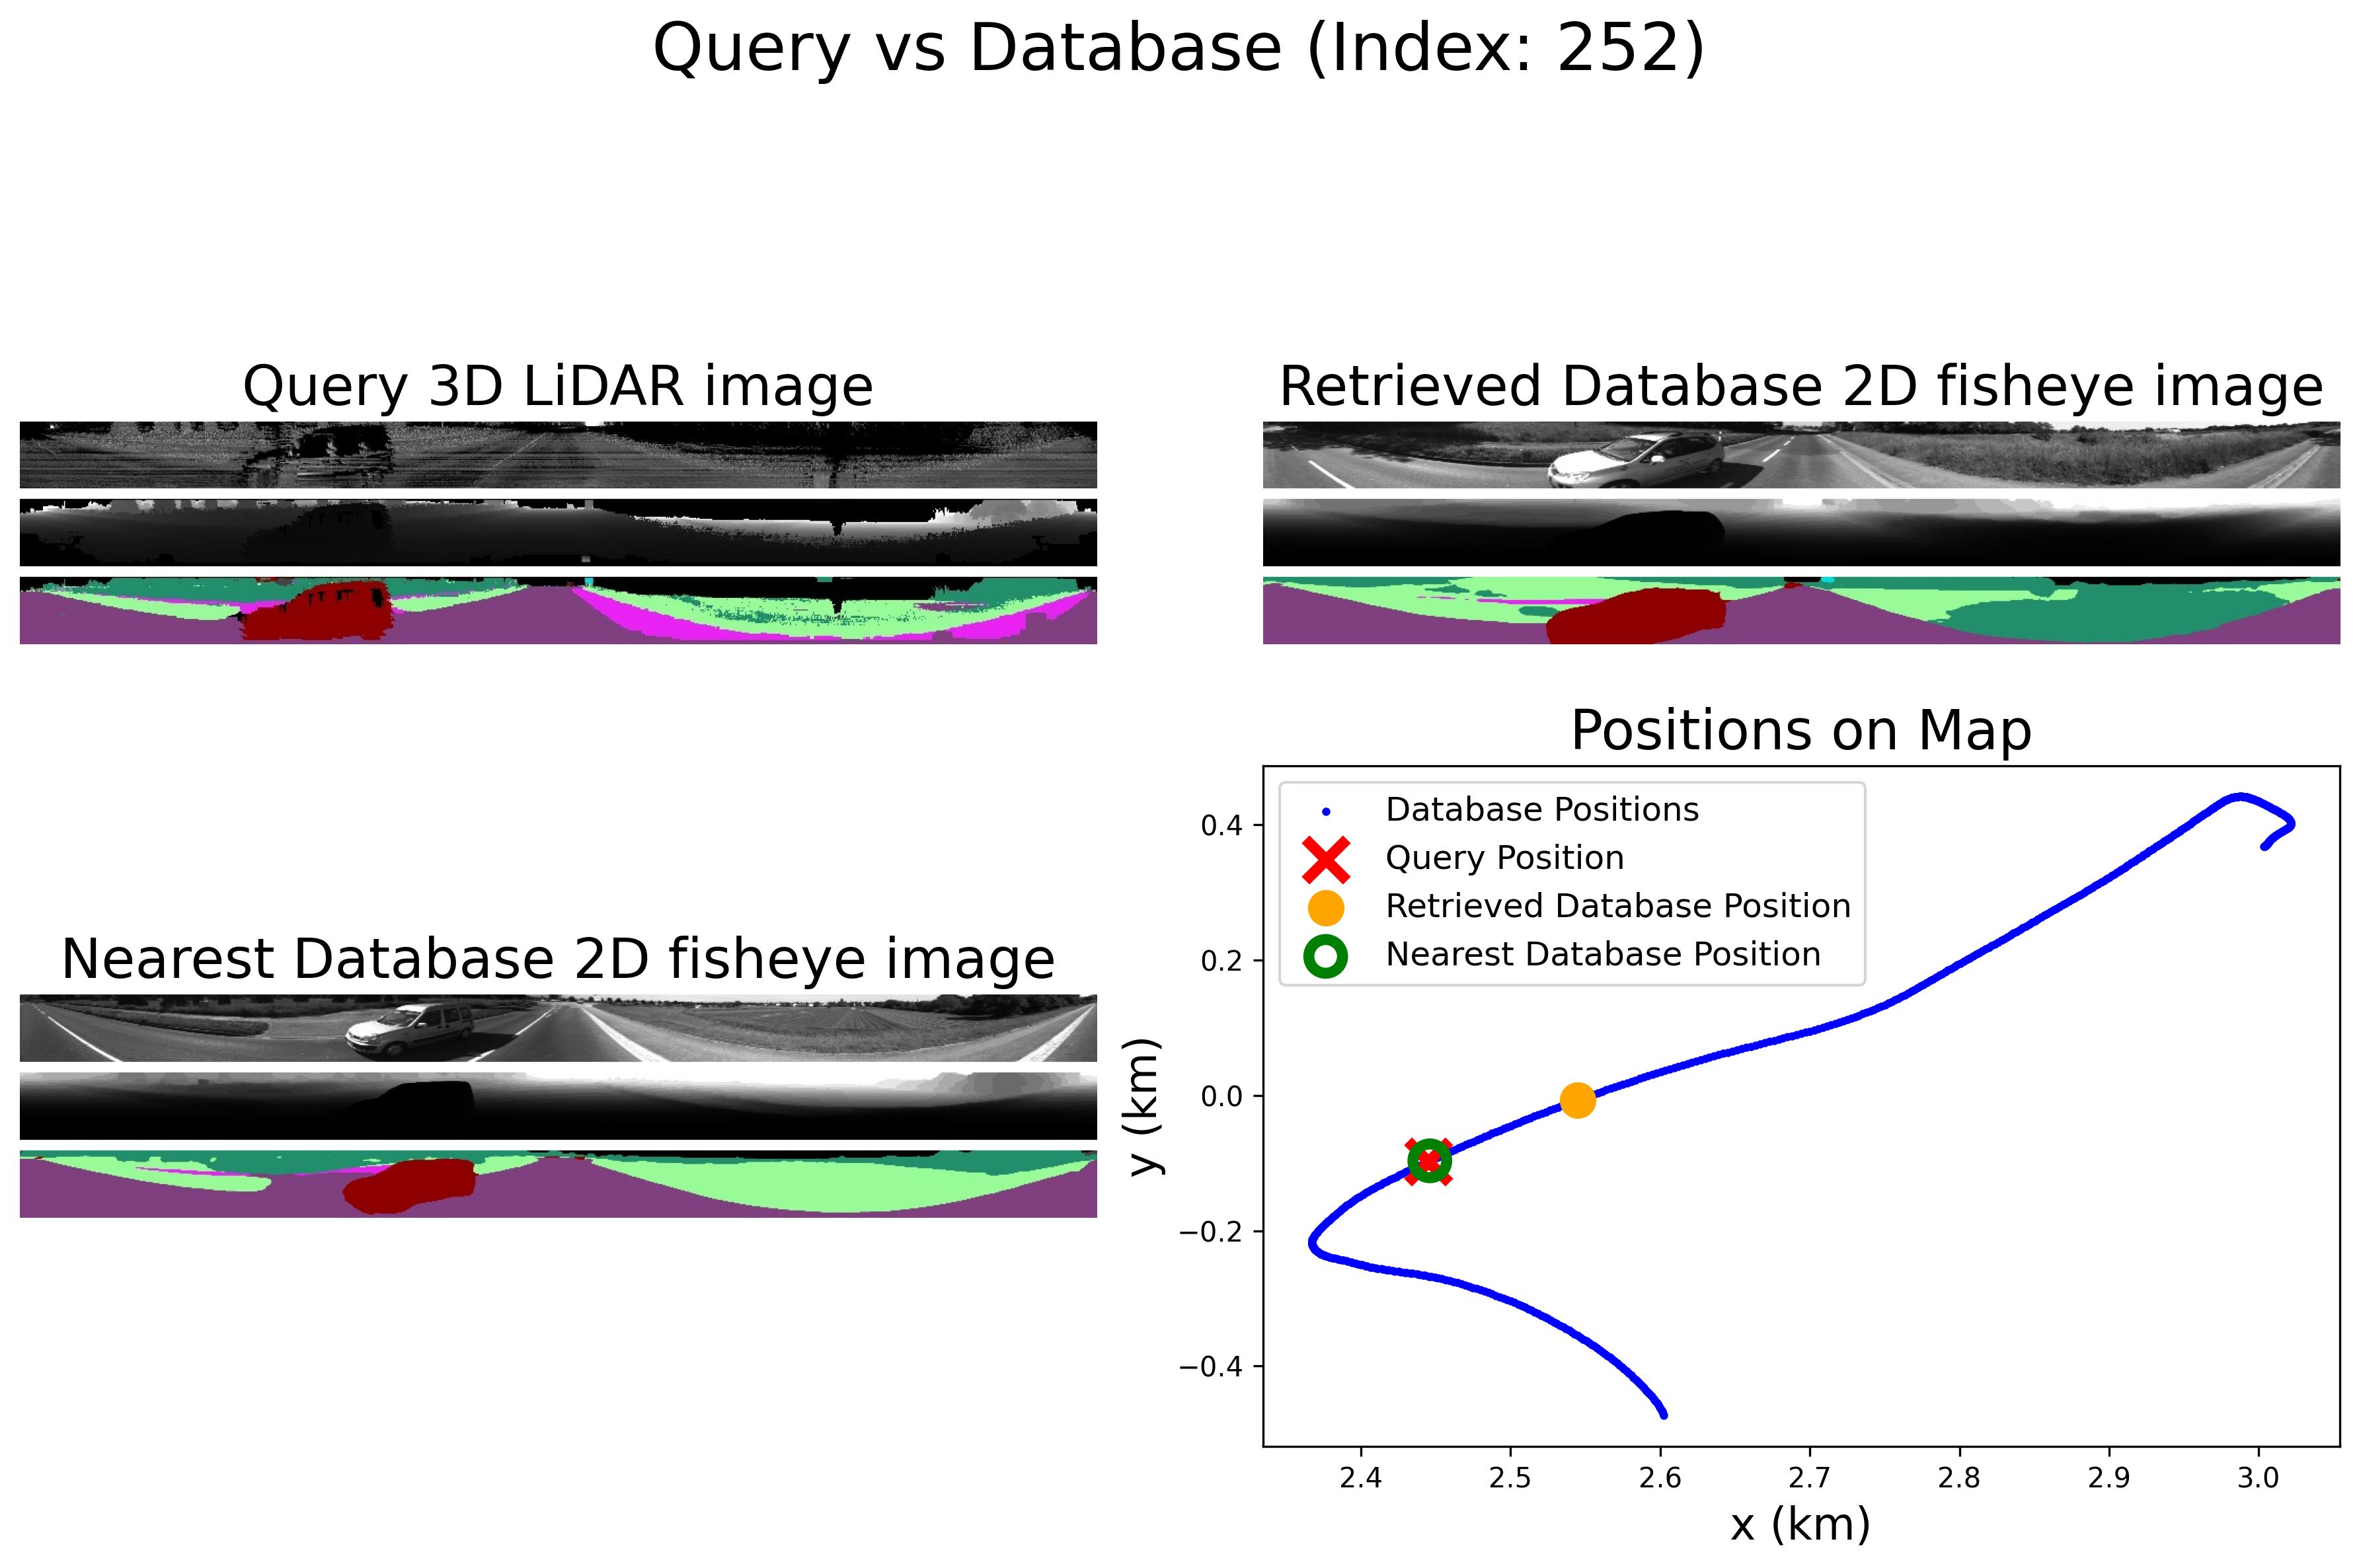 Query vs Database (Index: 252)
Query 3D LiDAR image
Retrieved Database 2D fisheye image
Nearest Database 2D fisheye image
Positions on Map
Database Positions
Query Position
Retrieved Database Position
Nearest Database Position
y (km)
0.4
0.2
0.0
−0.2
−0.4
2.4 2.5 2.6 2.7 2.8 2.9 3.0
x (km)